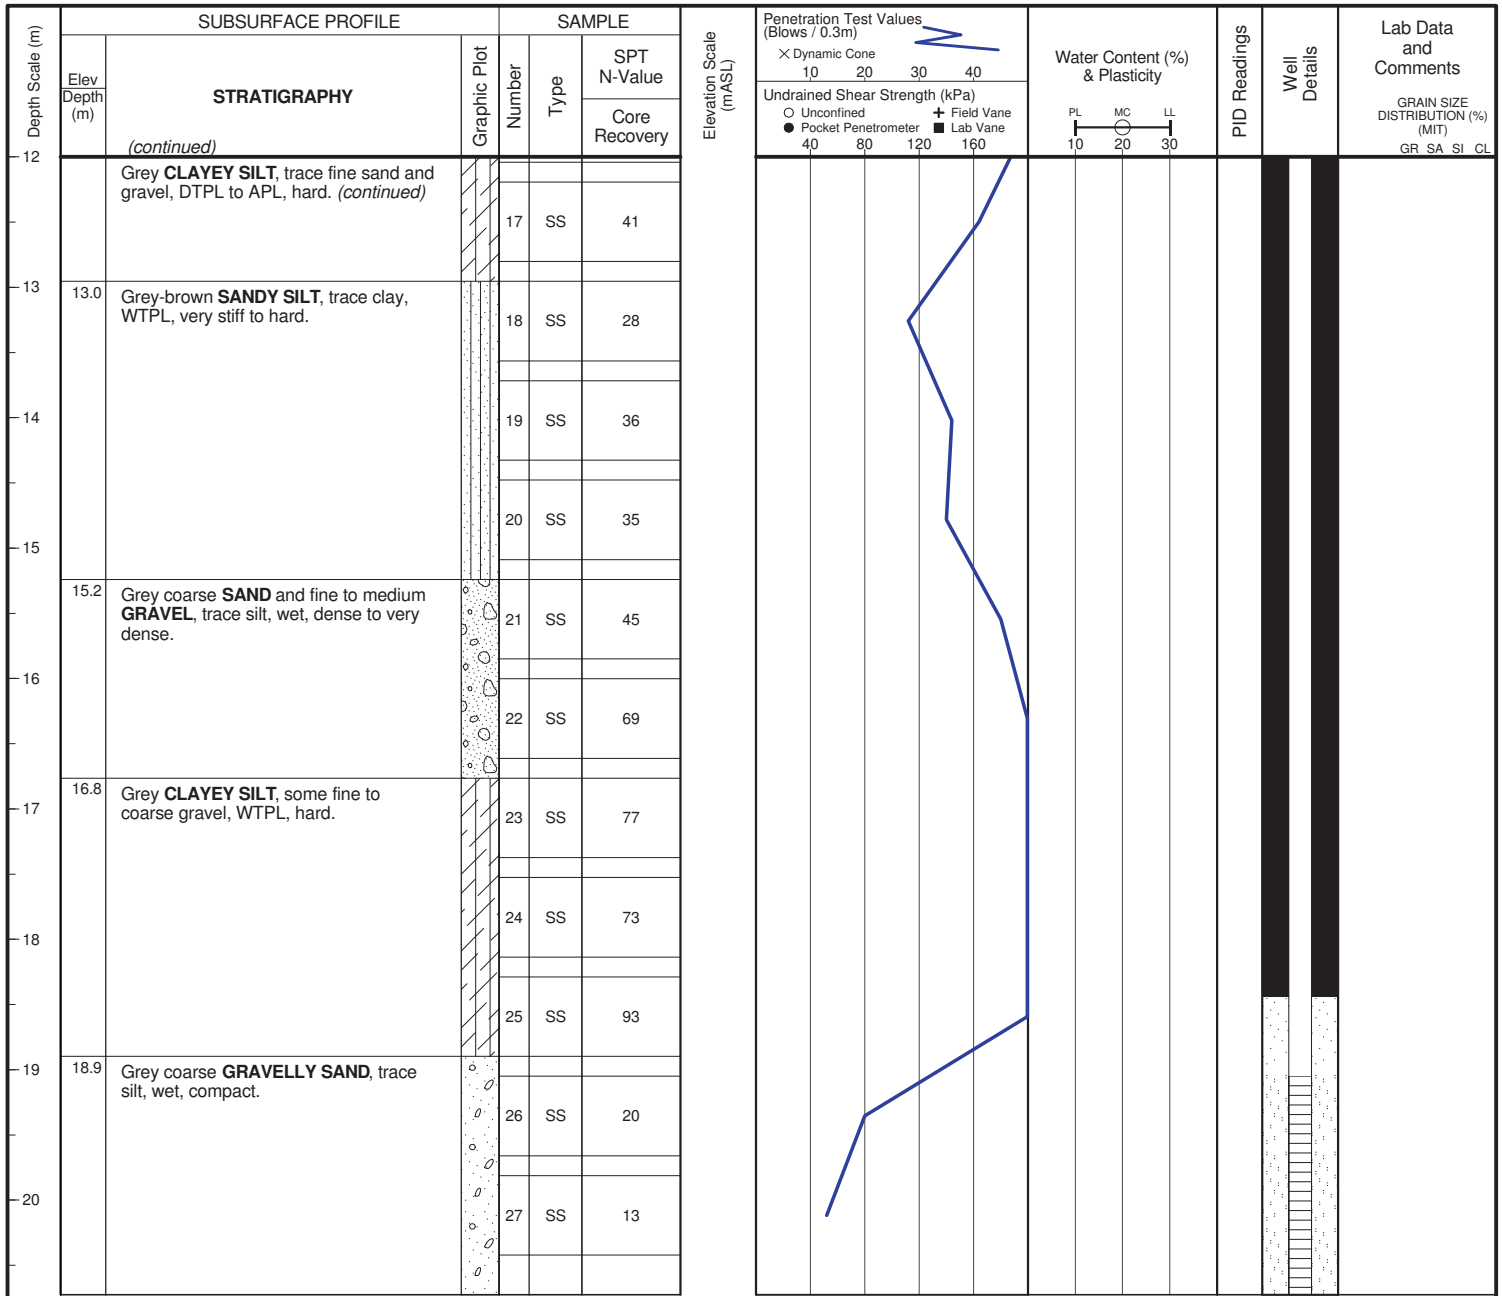 SUBSURFACE PROFILE
SAMPLE
Depth Scale (m)
Elev
Depth
(m)
STRATIGRAPHY
(continued)
Graphic Plot
Number
Type
SPT
N-Value
Core
Recovery
Elevation Scale
(mASL)
Penetration Test Values
(Blows / 0.3m)
× Dynamic Cone
10 20 30 40
Undrained Shear Strength (kPa)
○ Unconfined + Field Vane
● Pocket Penetrometer ■ Lab Vane
40 80 120 160
Water Content (%)
& Plasticity
PL MC LL
10 20 30
PID Readings
Well
Details
Lab Data
and
Comments
GRAIN SIZE
DISTRIBUTION (%)
(MIT)
GR SA SI CL
12
Grey CLAYEY SILT, trace fine sand and
gravel, DTPL to APL, hard. (continued)
17 SS 41
13
13.0
Grey-brown SANDY SILT, trace clay,
WTPL, very stiff to hard.
18 SS 28
14
19 SS 36
20 SS 35
15
15.2
Grey coarse SAND and fine to medium
GRAVEL, trace silt, wet, dense to very
dense.
21 SS 45
16
22 SS 69
16.8
Grey CLAYEY SILT, some fine to
coarse gravel, WTPL, hard.
17
23 SS 77
24 SS 73
18
25 SS 93
18.9
19
Grey coarse GRAVELLY SAND, trace
silt, wet, compact.
26 SS 20
20
27 SS 13